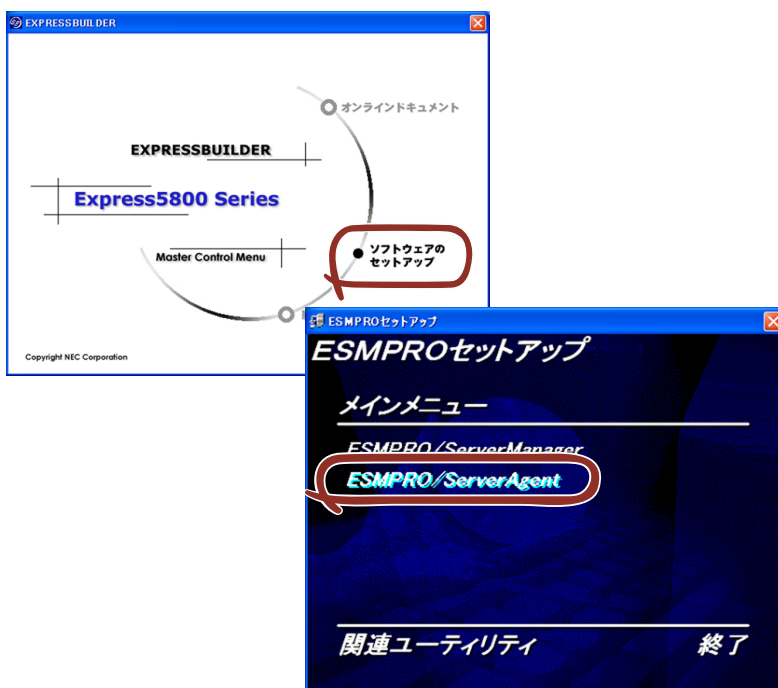 EXPRESSBUILDER
オンラインドキュメント
EXPRESSBUILDER
Express5800 Series
ソフトウェアの
セットアップ
Master Control Menu
Copyright NEC Corporation
ESMPROセットアップ
ESMPROセットアップ
メインメニュー
ESMPRO/ServerManager
ESMPRO/ServerAgent
関連ユーティリティ
終了